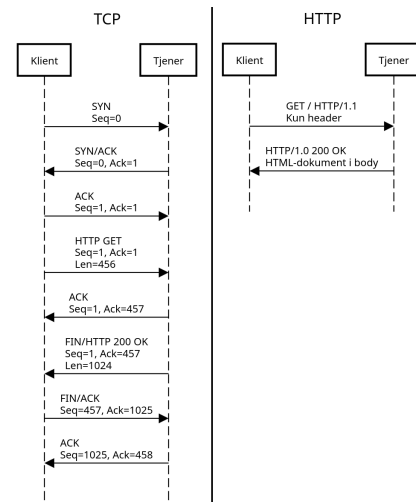 TCP
Klient
Tjener
SYN
Seq=0
SYN/ACK
Seq=0, Ack=1
ACK
Seq=1, Ack=1
HTTP GET
Seq=1, Ack=1
Len=456
ACK
Seq=1, Ack=457
FIN/HTTP 200 OK
Seq=1, Ack=457
Len=1024
FIN/ACK
Seq=457, Ack=1025
ACK
Seq=1025, Ack=458
HTTP
Klient
Tjener
GET / HTTP/1.1
Kun header
HTTP/1.0 200 OK
HTML-dokument i body